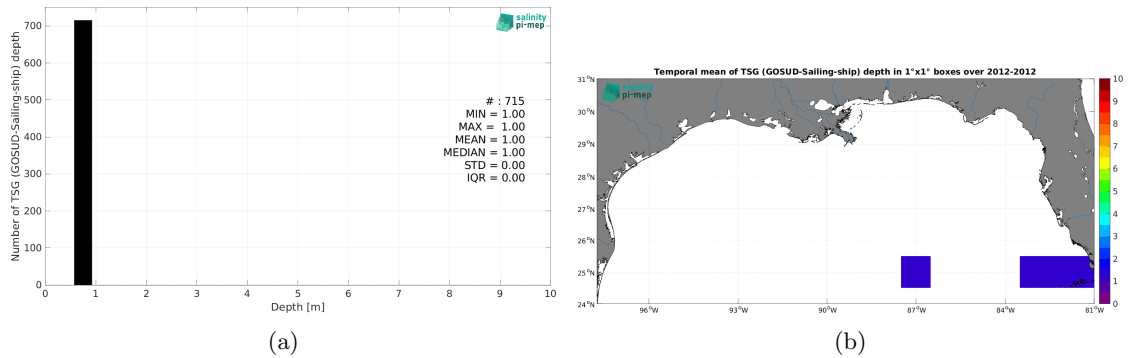 salinity
pi-mep
# : 715
MIN = 1.00
MAX = 1.00
MEAN = 1.00
MEDIAN = 1.00
STD = 0.00
IQR = 0.00
Number of TSG (GOSUD-Sailing-ship) depth
700
600
500
400
300
200
100
0
0 1 2 3 4 5 6 7 8 9 10
Depth [m]
(a)
Temporal mean of TSG (GOSUD-Sailing-ship) depth in 1°x1° boxes over 2012-2012
salinity
pi-mep
31°N
30°N
29°N
28°N
27°N
26°N
25°N
24°N
96°W 93°W 90°W 87°W 84°W 81°W
10
9
8
7
6
5
4
3
2
1
0
(b)